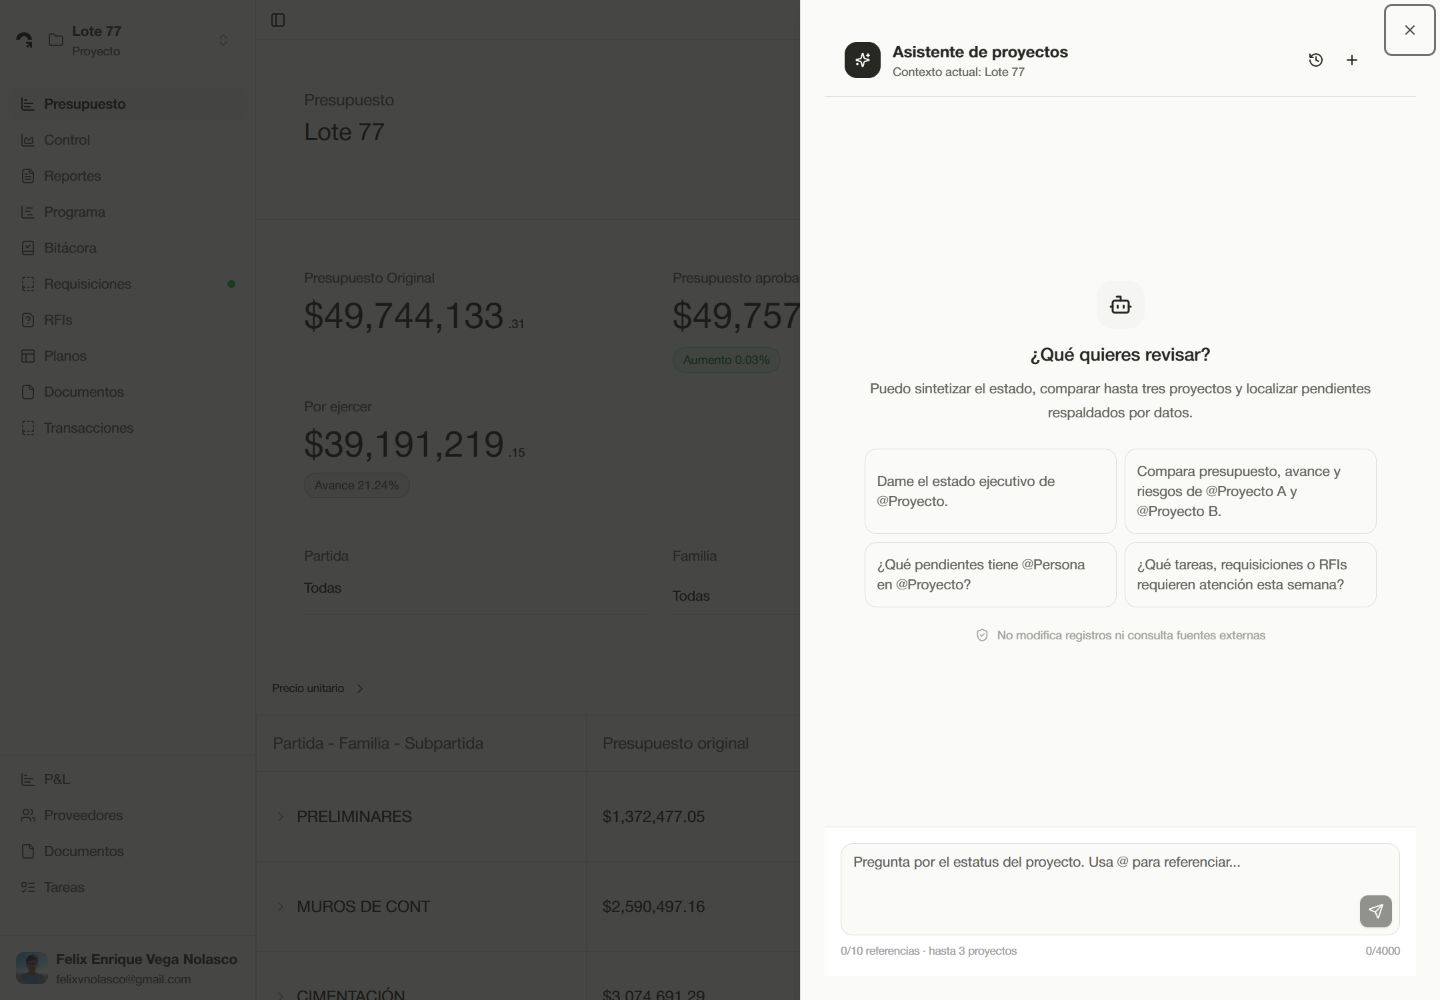 Lote 77
Proyecto
Presupuesto
Control
Reportes
Programa
Bitácora
Requisiciones
RFIs
Planos
Documentos
Transacciones
P&L
Proveedores
Documentos
Tareas
Felix Enrique Vega Nolasco
felixvnolasco@gmail.com
Presupuesto
Lote 77
Presupuesto Original
$49,744,133.31
Presupuesto aproba
$49,757
Aumento 0.03%
Por ejercer
$39,191,219.15
Avance 21.24%
Partida
Todas
Familia
Todas
Precio unitario
Partida - Familia - Subpartida
Presupuesto original
PRELIMINARES
$1,372,477.05
MUROS DE CONT
$2,590,497.16
CIMENTACIÓN
$3,074,691.29
Asistente de proyectos
Contexto actual: Lote 77
¿Qué quieres revisar?
Puedo sintetizar el estado, comparar hasta tres proyectos y localizar pendientes
respaldados por datos.
Dame el estado ejecutivo de
@Proyecto.
Compara presupuesto, avance y
riesgos de @Proyecto A y
@Proyecto B.
¿Qué pendientes tiene @Persona
en @Proyecto?
¿Qué tareas, requisiciones o RFIs
requieren atención esta semana?
No modifica registros ni consulta fuentes externas
Pregunta por el estatus del proyecto. Usa @ para referenciar...
0/10 referencias · hasta 3 proyectos
0/4000